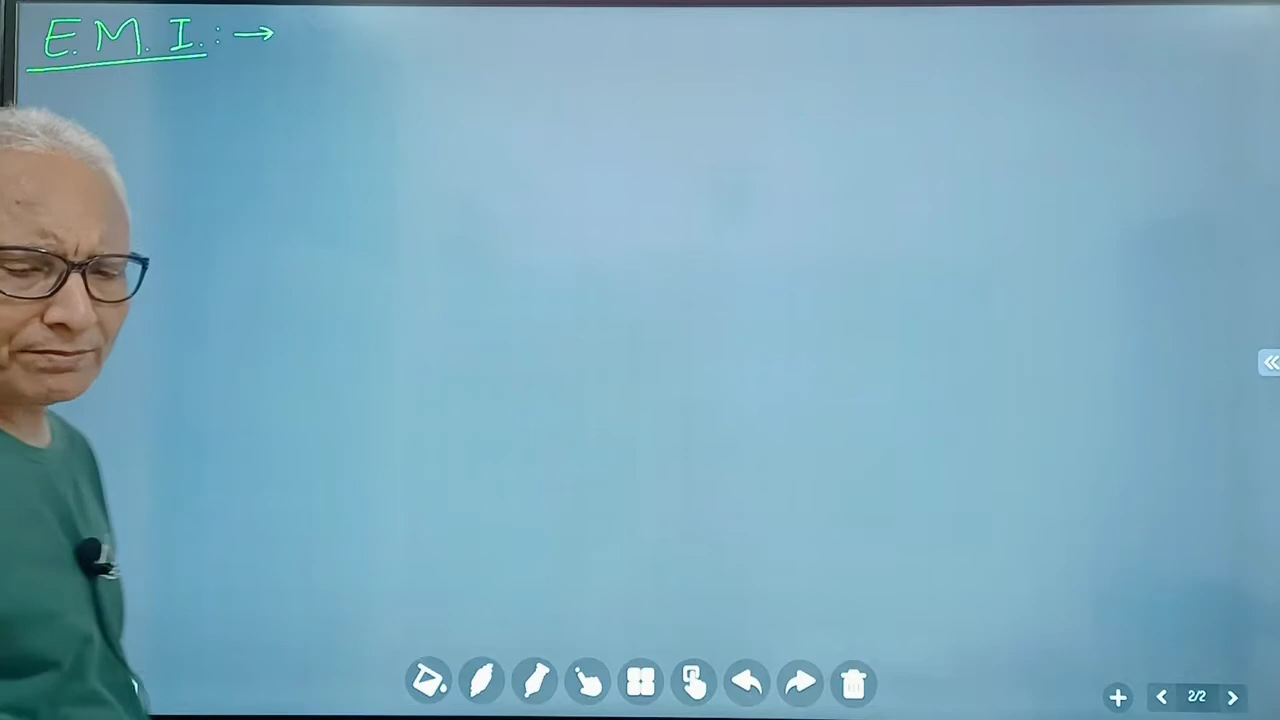 E. M. I. : →
2/2